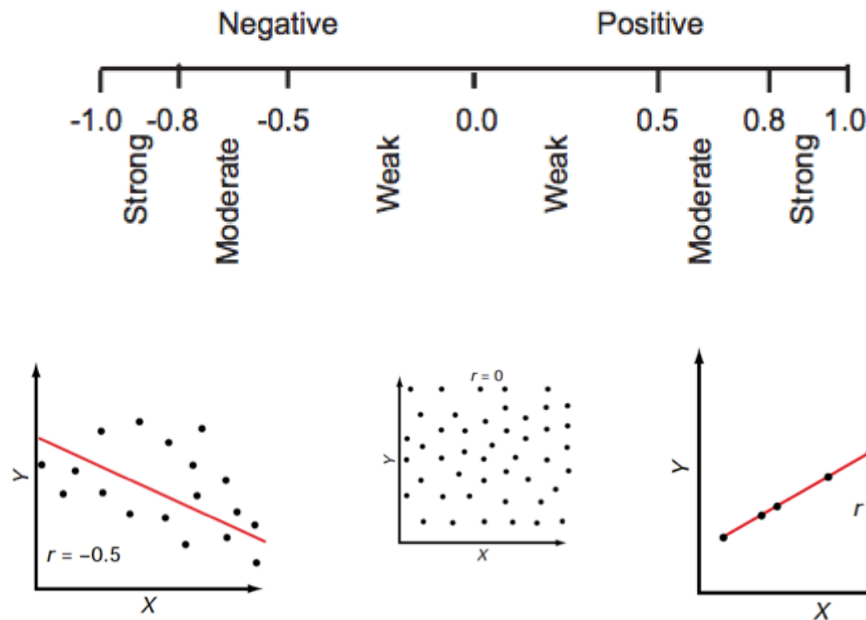 Negative Positive
-1.0 -0.8 -0.5 0.0 0.5 0.8 1.0
Strong Moderate Weak Weak Moderate Strong
Y
r = −0.5
X
r = 0
Y
X
Y
r
X